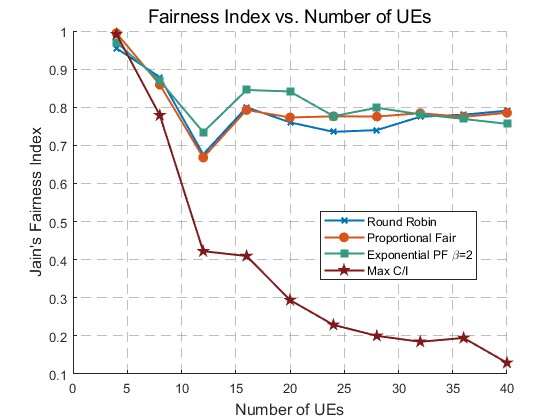 Fairness Index vs. Number of UEs
1
0.9
0.8
0.7
0.6
0.5
0.4
0.3
0.2
0.1
Jain's Fairness Index
Round Robin
Proportional Fair
Exponential PF β=2
Max C/I
0 5 10 15 20 25 30 35 40
Number of UEs